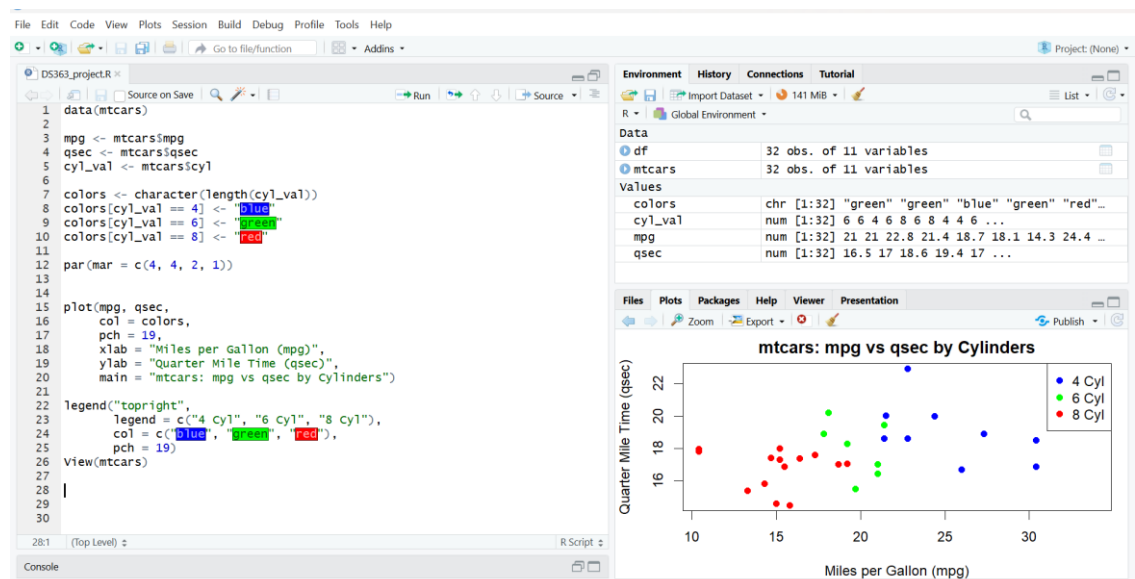 File Edit Code View Plots Session Build Debug Profile Tools Help
Go to file/function Addins Project: (None)
DS363_project.R
Source on Save Run Source
1 data(mtcars)
2
3 mpg <- mtcars$mpg
4 qsec <- mtcars$qsec
5 cyl_val <- mtcars$cyl
6
7 colors <- character(length(cyl_val))
8 colors[cyl_val == 4] <- "blue"
9 colors[cyl_val == 6] <- "green"
10 colors[cyl_val == 8] <- "red"
11
12 par(mar = c(4, 4, 2, 1))
13
14
15 plot(mpg, qsec,
16 col = colors,
17 pch = 19,
18 xlab = "Miles per Gallon (mpg)",
19 ylab = "Quarter Mile Time (qsec)",
20 main = "mtcars: mpg vs qsec by Cylinders")
21
22 legend("topright",
23 legend = c("4 Cyl", "6 Cyl", "8 Cyl"),
24 col = c("blue", "green", "red"),
25 pch = 19)
26 View(mtcars)
27
28
29
30
28:1 (Top Level) R Script
Console
Environment History Connections Tutorial
Import Dataset 141 MiB List
R Global Environment
Data
df 32 obs. of 11 variables
mtcars 32 obs. of 11 variables
Values
colors chr [1:32] "green" "green" "blue" "green" "red"…
cyl_val num [1:32] 6 6 4 6 8 6 8 4 4 6 ...
mpg num [1:32] 21 21 22.8 21.4 18.7 18.1 14.3 24.4 …
qsec num [1:32] 16.5 17 18.6 19.4 17 ...
Files Plots Packages Help Viewer Presentation
Zoom Export Publish
mtcars: mpg vs qsec by Cylinders
Quarter Mile Time (qsec)
22
20
18
16
4 Cyl
6 Cyl
8 Cyl
10 15 20 25 30
Miles per Gallon (mpg)